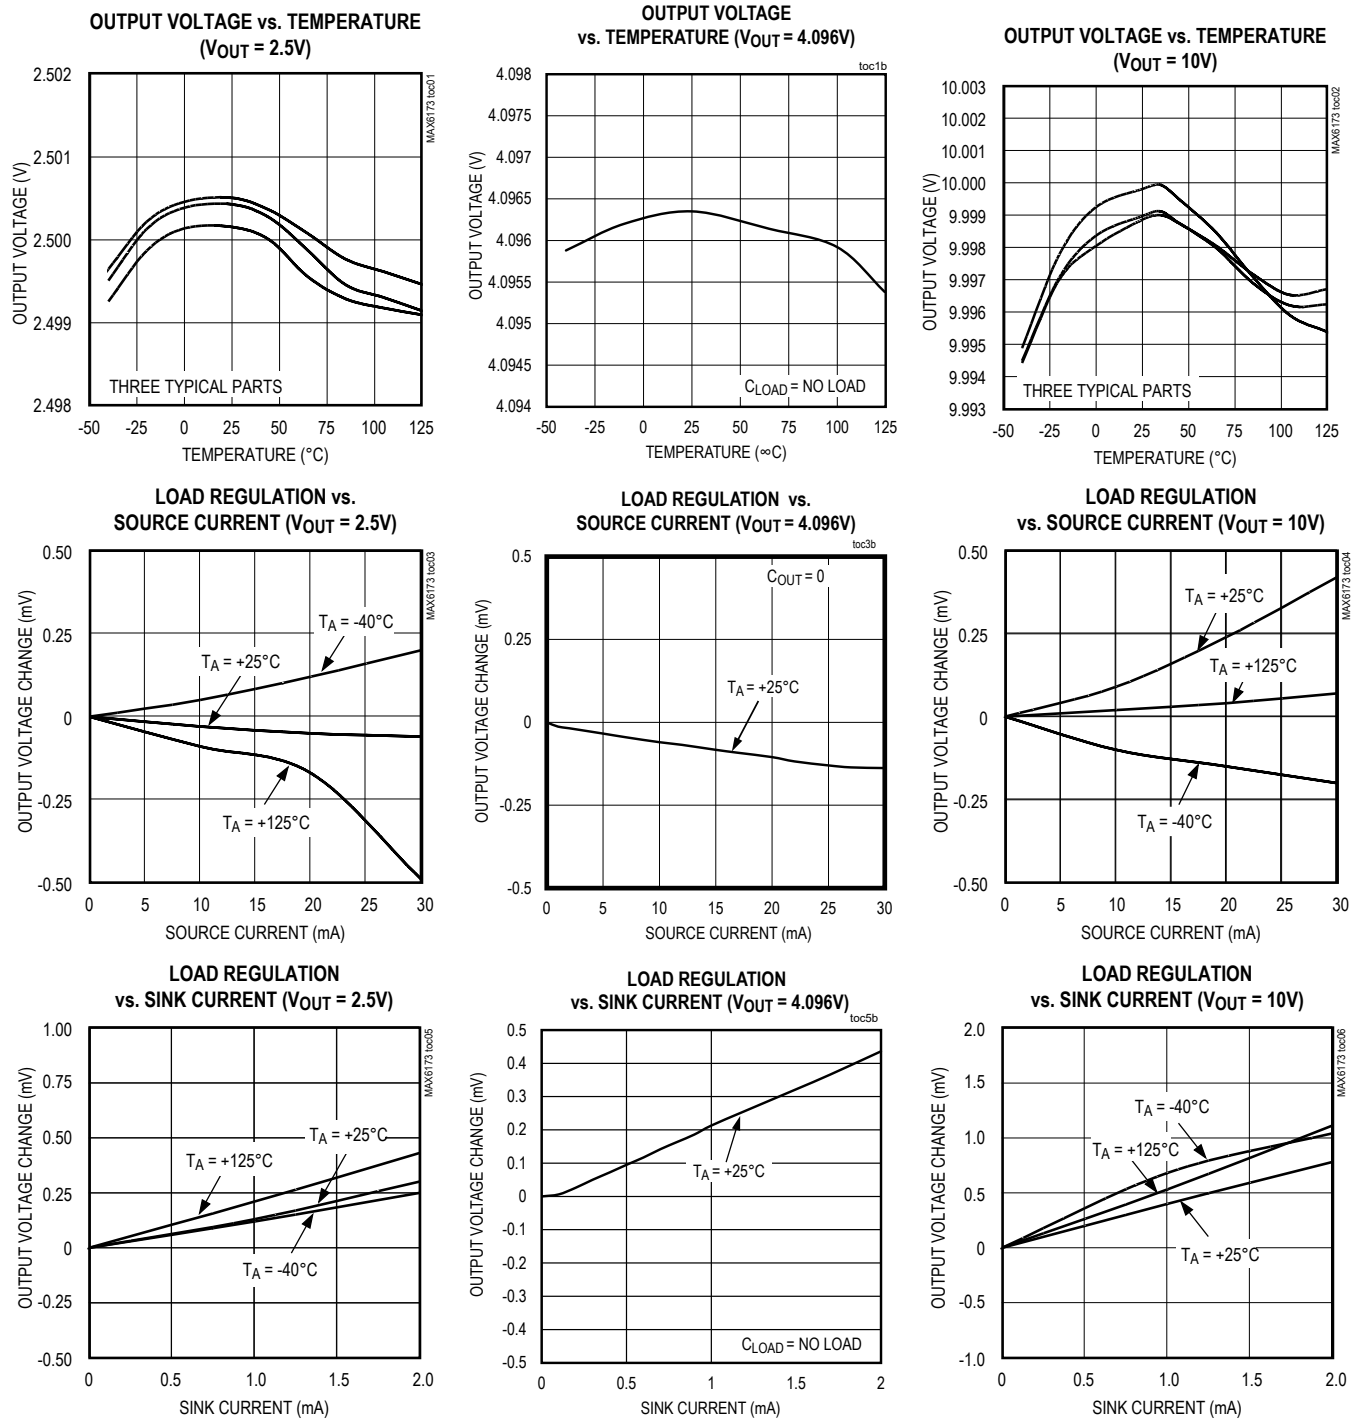 OUTPUT VOLTAGE vs. TEMPERATURE
(VOUT = 2.5V)
MAX6173 toc01
OUTPUT VOLTAGE (V)
2.502
2.501
2.500
2.499
2.498
THREE TYPICAL PARTS
-50 -25 0 25 50 75 100 125
TEMPERATURE (°C)
OUTPUT VOLTAGE
vs. TEMPERATURE (VOUT = 4.096V)
toc1b
OUTPUT VOLTAGE (V)
4.098
4.0975
4.097
4.0965
4.096
4.0955
4.095
4.0945
4.094
CLOAD = NO LOAD
-50 -25 0 25 50 75 100 125
TEMPERATURE (∞C)
OUTPUT VOLTAGE vs. TEMPERATURE
(VOUT = 10V)
MAX6173 toc02
OUTPUT VOLTAGE (V)
10.003
10.002
10.001
10.000
9.999
9.998
9.997
9.996
9.995
9.994
9.993
THREE TYPICAL PARTS
-50 -25 0 25 50 75 100 125
TEMPERATURE (°C)
LOAD REGULATION vs.
SOURCE CURRENT (VOUT = 2.5V)
MAX6173 toc03
OUTPUT VOLTAGE CHANGE (mV)
0.50
0.25
0
-0.25
-0.50
TA = -40°C
TA = +25°C
TA = +125°C
0 5 10 15 20 25 30
SOURCE CURRENT (mA)
LOAD REGULATION vs.
SOURCE CURRENT (VOUT = 4.096V)
toc3b
OUTPUT VOLTAGE CHANGE (mV)
0.5
0.25
0
-0.25
-0.5
COUT = 0
TA = +25°C
0 5 10 15 20 25 30
SOURCE CURRENT (mA)
LOAD REGULATION
vs. SOURCE CURRENT (VOUT = 10V)
MAX6173 toc04
OUTPUT VOLTAGE CHANGE (mV)
0.50
0.25
0
-0.25
-0.50
TA = +25°C
TA = +125°C
TA = -40°C
0 5 10 15 20 25 30
SOURCE CURRENT (mA)
LOAD REGULATION
vs. SINK CURRENT (VOUT = 2.5V)
MAX6173 toc05
OUTPUT VOLTAGE CHANGE (mV)
1.00
0.75
0.50
0.25
0
-0.25
-0.50
TA = +25°C
TA = +125°C
TA = -40°C
0 0.5 1.0 1.5 2.0
SINK CURRENT (mA)
LOAD REGULATION
vs. SINK CURRENT (VOUT = 4.096V)
toc5b
OUTPUT VOLTAGE CHANGE (mV)
0.5
0.4
0.3
0.2
0.1
0
-0.1
-0.2
-0.3
-0.4
-0.5
TA = +25°C
CLOAD = NO LOAD
0 0.5 1 1.5 2
SINK CURRENT (mA)
LOAD REGULATION
vs. SINK CURRENT (VOUT = 10V)
MAX6173 toc06
OUTPUT VOLTAGE CHANGE (mV)
2.0
1.5
1.0
0.5
0
-0.5
-1.0
TA = -40°C
TA = +125°C
TA = +25°C
0 0.5 1.0 1.5 2.0
SINK CURRENT (mA)